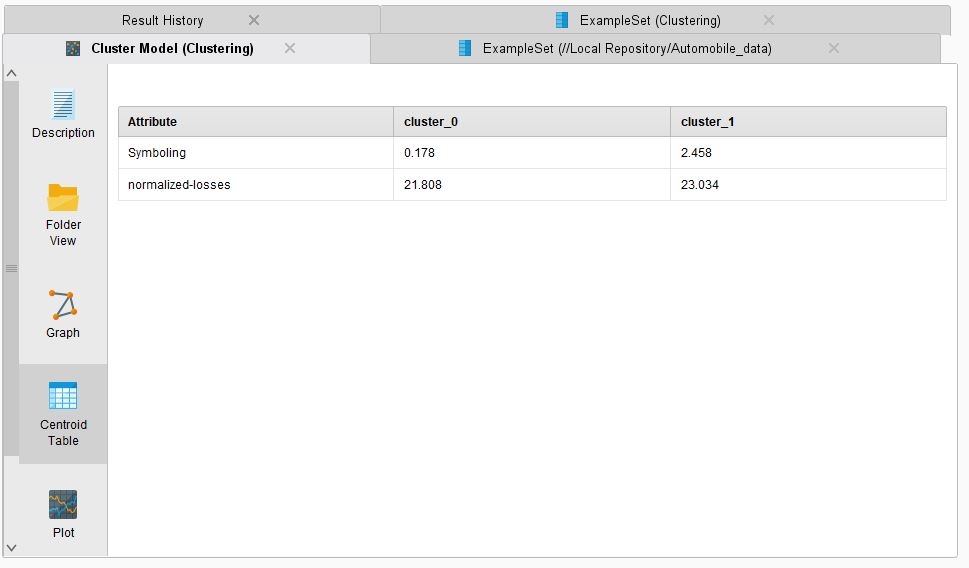 Result History
ExampleSet (Clustering)
Cluster Model (Clustering)
ExampleSet (//Local Repository/Automobile_data)
Description
Folder
View
Graph
Centroid
Table
Plot
Attribute cluster_0 cluster_1
Symboling 0.178 2.458
normalized-losses 21.808 23.034